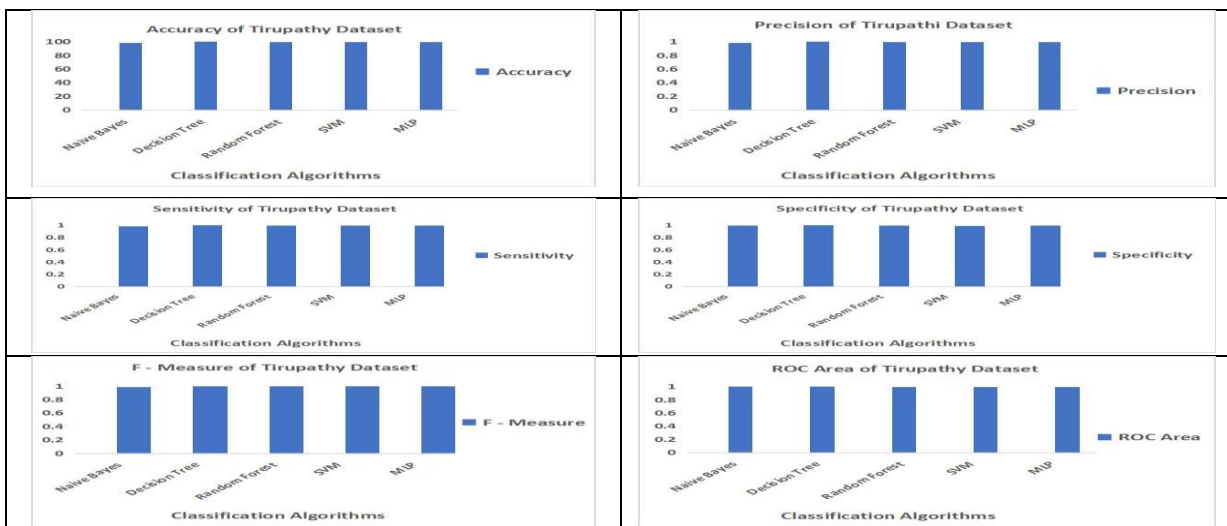 Accuracy of Tirupathy Dataset
100
80
60
40
20
0
Naive Bayes
Decision Tree
Random Forest
SVM
MLP
Accuracy
Classification Algorithms
Precision of Tirupathi Dataset
1
0.8
0.6
0.4
0.2
0
Naive Bayes
Decision Tree
Random Forest
SVM
MLP
Precision
Classification Algorithms
Sensitivity of Tirupathy Dataset
1
0.8
0.6
0.4
0.2
0
Naive Bayes
Decision Tree
Random Forest
SVM
MLP
Sensitivity
Classification Algorithms
Specificity of Tirupathy Dataset
1
0.8
0.6
0.4
0.2
0
Naive Bayes
Decision Tree
Random Forest
SVM
MLP
Specificity
Classification Algorithms
F - Measure of Tirupathy Dataset
1
0.8
0.6
0.4
0.2
0
Naive Bayes
Decision Tree
Random Forest
SVM
MLP
F - Measure
Classification Algorithms
ROC Area of Tirupathy Dataset
1
0.8
0.6
0.4
0.2
0
Naive Bayes
Decision Tree
Random Forest
SVM
MLP
ROC Area
Classification Algorithms